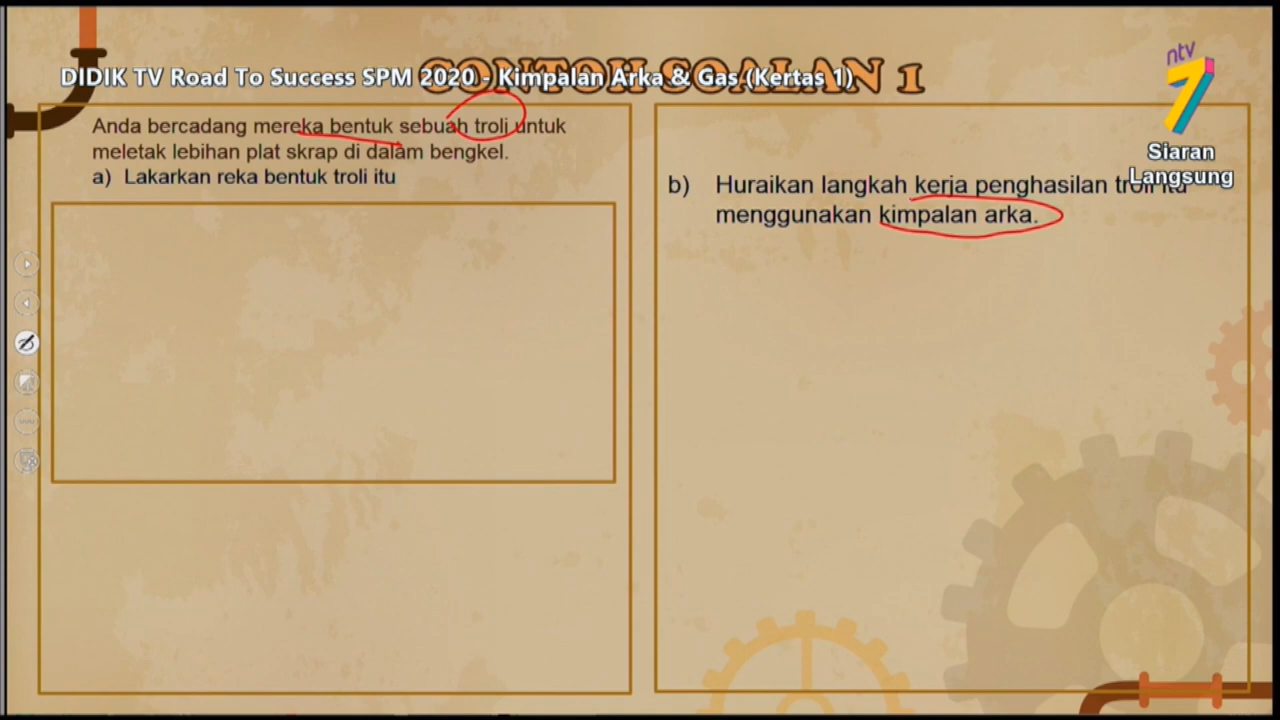 CONTOH SOALAN 1
DIDIK TV Road To Success SPM 2020 - Kimpalan Arka & Gas (Kertas 1)
ntv
7
Siaran
Langsung
Anda bercadang mereka bentuk sebuah troli untuk
meletak lebihan plat skrap di dalam bengkel.
a) Lakarkan reka bentuk troli itu
b) Huraikan langkah kerja penghasilan troli itu
menggunakan kimpalan arka.